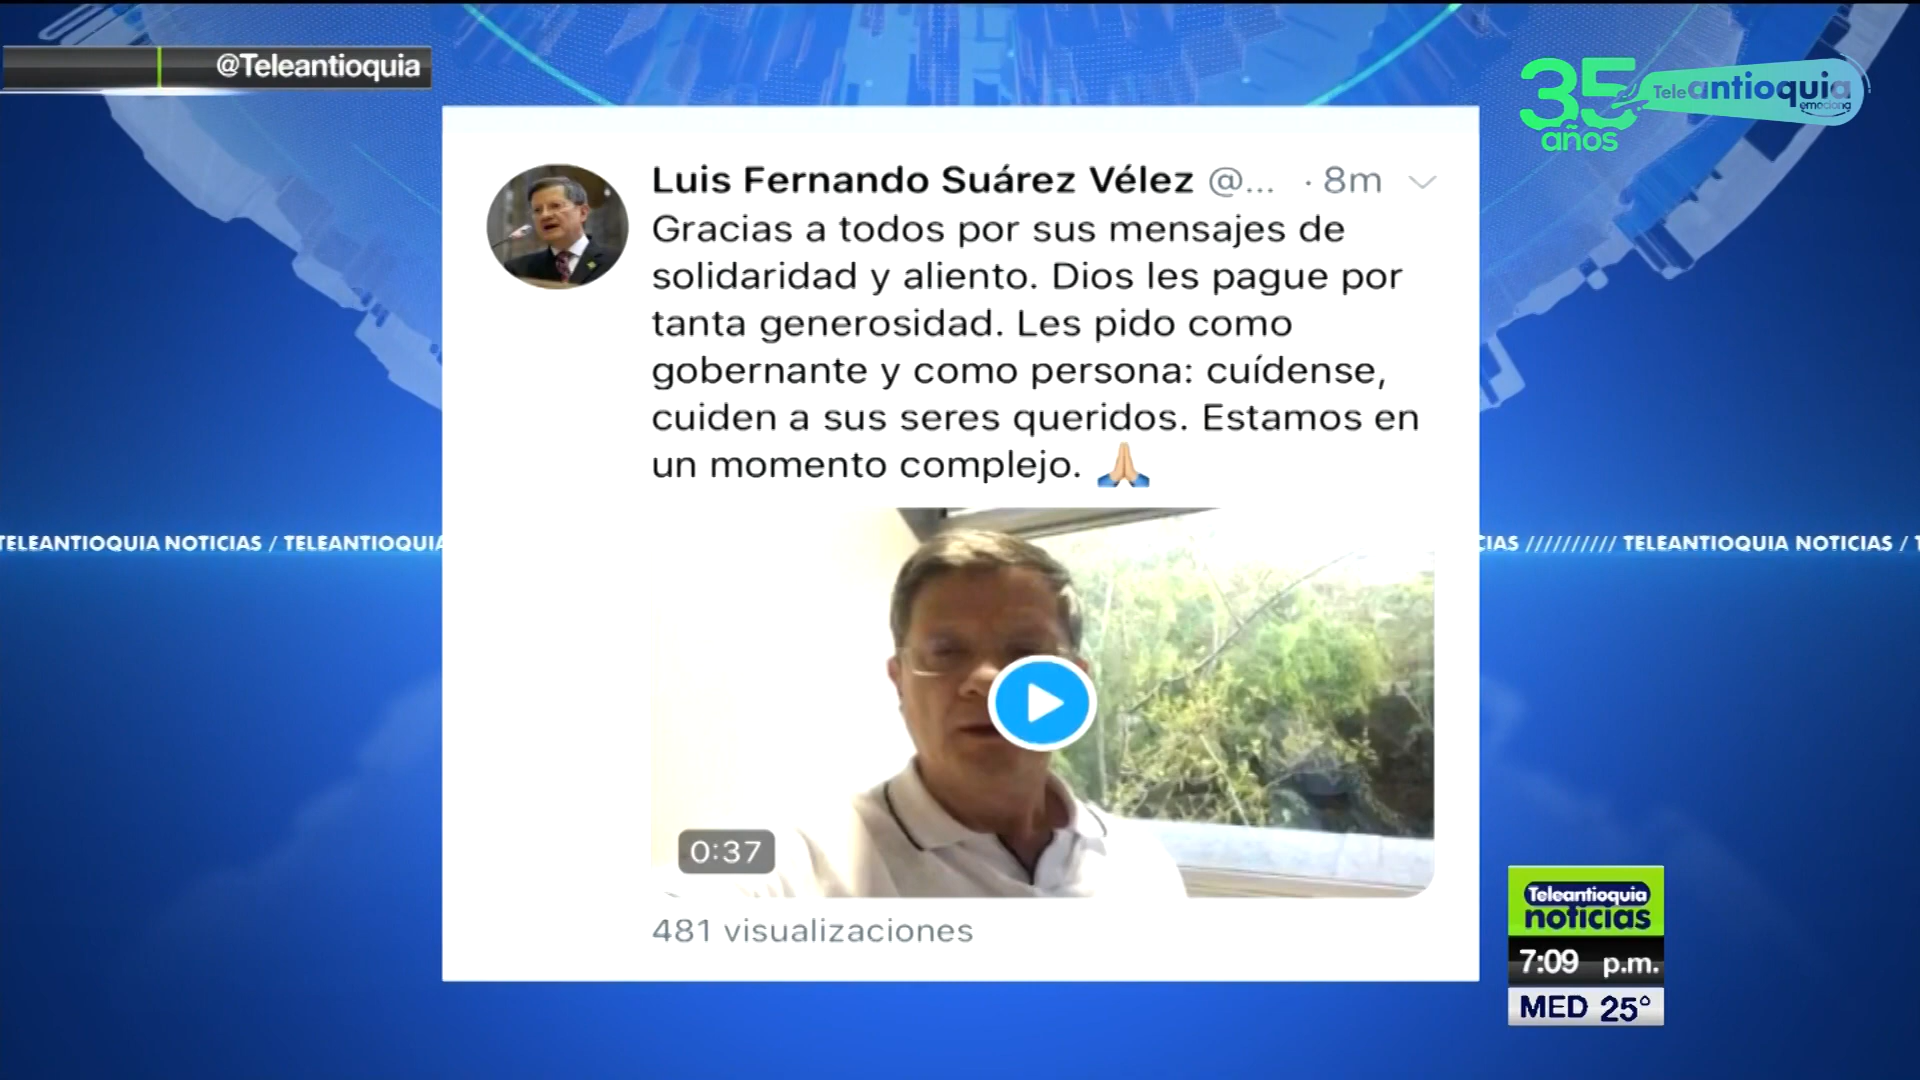 @Teleantioquia
35
años
Teleantioquia
emociona
Luis Fernando Suárez Vélez @... · 8m
Gracias a todos por sus mensajes de
solidaridad y aliento. Dios les pague por
tanta generosidad. Les pido como
gobernante y como persona: cuídense,
cuiden a sus seres queridos. Estamos en
un momento complejo. 🙏🏼
TELEANTIOQUIA NOTICIAS / TELEANTIOQUIA
CIAS ////////// TELEANTIOQUIA NOTICIAS / T
0:37
481 visualizaciones
Teleantioquia
noticias
7:09 p.m.
MED 25°